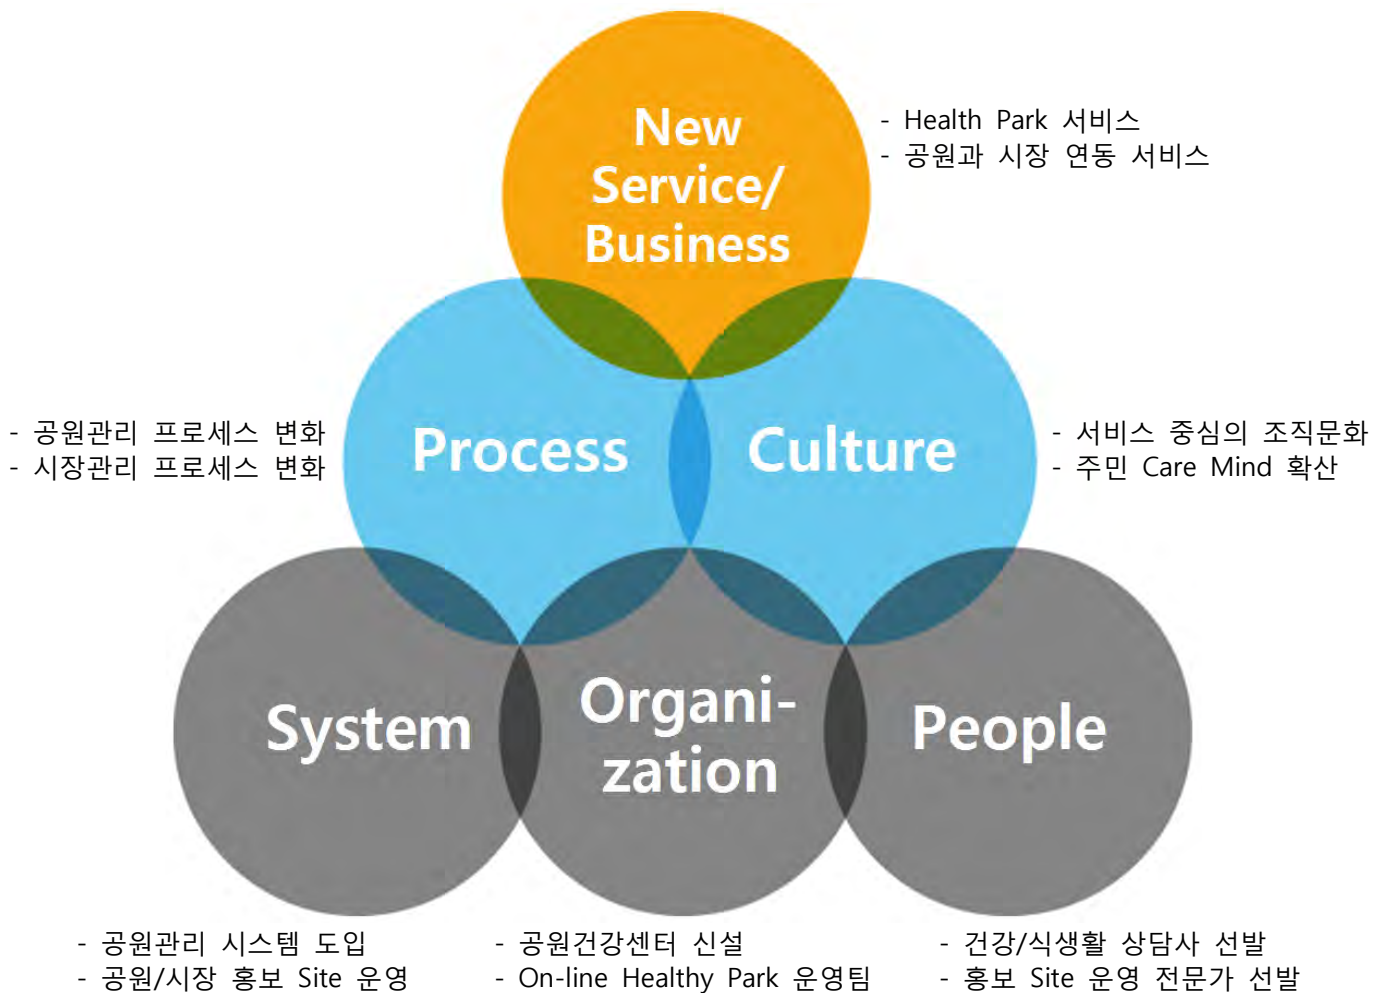 New
Service/
Business
- Health Park 서비스
- 공원과 시장 연동 서비스
- 공원관리 프로세스 변화
- 시장관리 프로세스 변화
Process
Culture
- 서비스 중심의 조직문화
- 주민 Care Mind 확산
System
Organi-
zation
People
- 공원관리 시스템 도입
- 공원/시장 홍보 Site 운영
- 공원건강센터 신설
- On-line Healthy Park 운영팀
- 건강/식생활 상담사 선발
- 홍보 Site 운영 전문가 선발